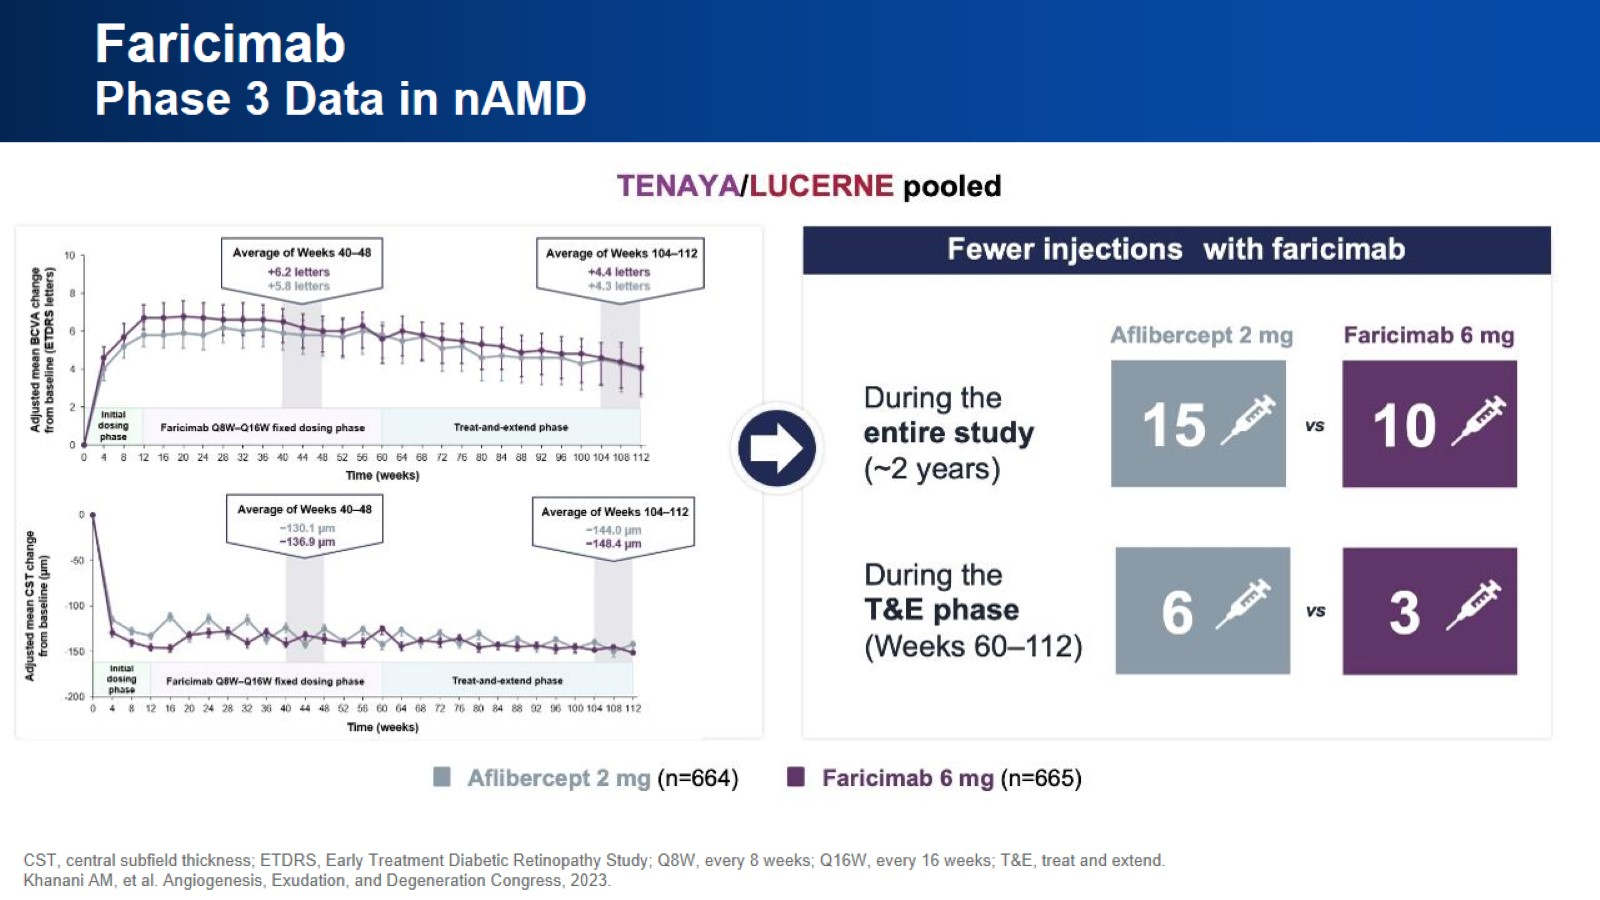 Faricimab
Phase 3 Data in nAMD
TENAYA/LUCERNE pooled
Adjusted mean BCVA change
from baseline (ETDRS letters)
10
8
6
4
2
0
Average of Weeks 40–48
+6.2 letters
+5.8 letters
Average of Weeks 104–112
+4.4 letters
+4.3 letters
Initial
dosing
phase
Faricimab Q8W–Q16W fixed dosing phase
Treat-and-extend phase
0 4 8 12 16 20 24 28 32 36 40 44 48 52 56 60 64 68 72 76 80 84 88 92 96 100 104 108 112
Time (weeks)
Adjusted mean CST change
from baseline (µm)
0
-50
-100
-150
-200
Average of Weeks 40–48
−130.1 µm
−136.9 µm
Average of Weeks 104–112
−144.0 µm
−148.4 µm
Initial
dosing
phase
Faricimab Q8W–Q16W fixed dosing phase
Treat-and-extend phase
0 4 8 12 16 20 24 28 32 36 40 44 48 52 56 60 64 68 72 76 80 84 88 92 96 100 104 108 112
Time (weeks)
Fewer injections with faricimab
Aflibercept 2 mg
Faricimab 6 mg
During the
entire study
(~2 years)
15 vs 10
During the
T&E phase
(Weeks 60–112)
6 vs 3
Aflibercept 2 mg (n=664)
Faricimab 6 mg (n=665)
CST, central subfield thickness; ETDRS, Early Treatment Diabetic Retinopathy Study; Q8W, every 8 weeks; Q16W, every 16 weeks; T&E, treat and extend.
Khanani AM, et al. Angiogenesis, Exudation, and Degeneration Congress, 2023.